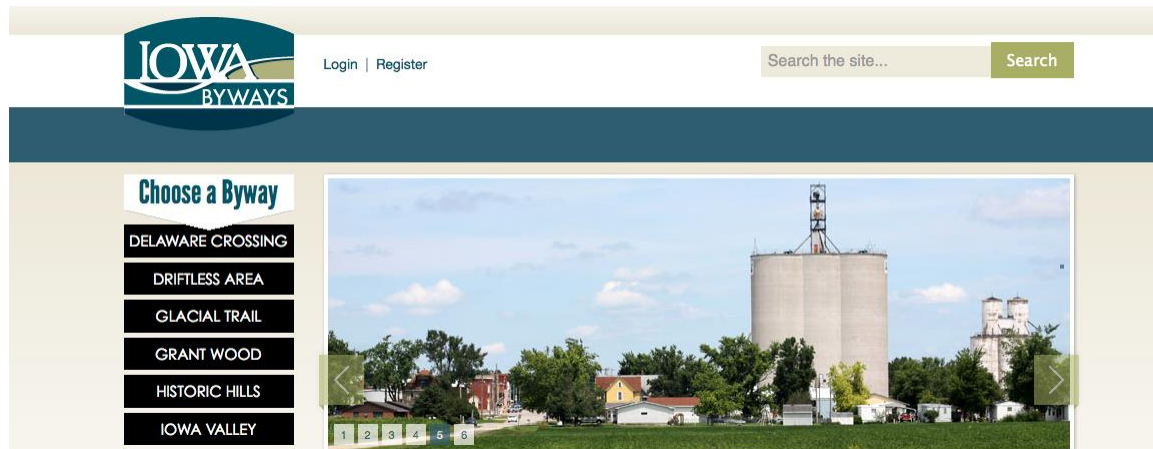 IOWA
BYWAYS
Login | Register
Search the site...
Search
Choose a Byway
DELAWARE CROSSING
DRIFTLESS AREA
GLACIAL TRAIL
GRANT WOOD
HISTORIC HILLS
IOWA VALLEY
1 2 3 4 5 6